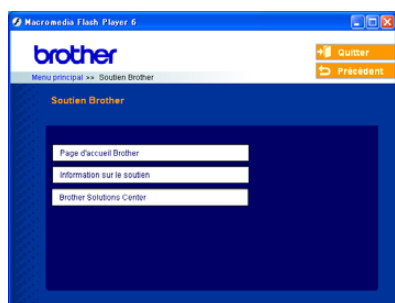 Macromedia Flash Player 6
brother
Quitter
Précédent
Menu principal >> Soutien Brother
Soutien Brother
Page d'accueil Brother
Information sur le soutien
Brother Solutions Center